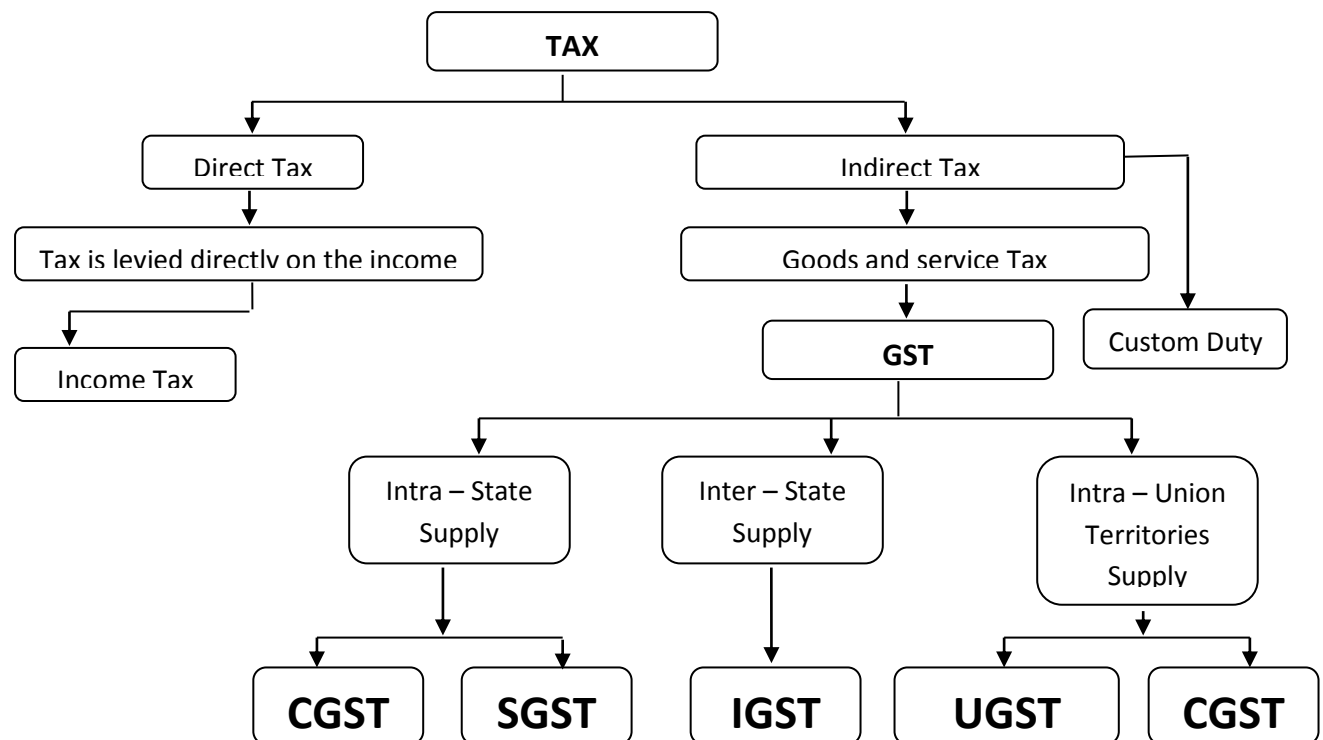 TAX
Direct Tax
Indirect Tax
Tax is levied directly on the income
Goods and service Tax
GST
Custom Duty
Income Tax
Intra – State
Supply
Inter – State
Supply
Intra – Union
Territories
Supply
CGST
SGST
IGST
UGST
CGST